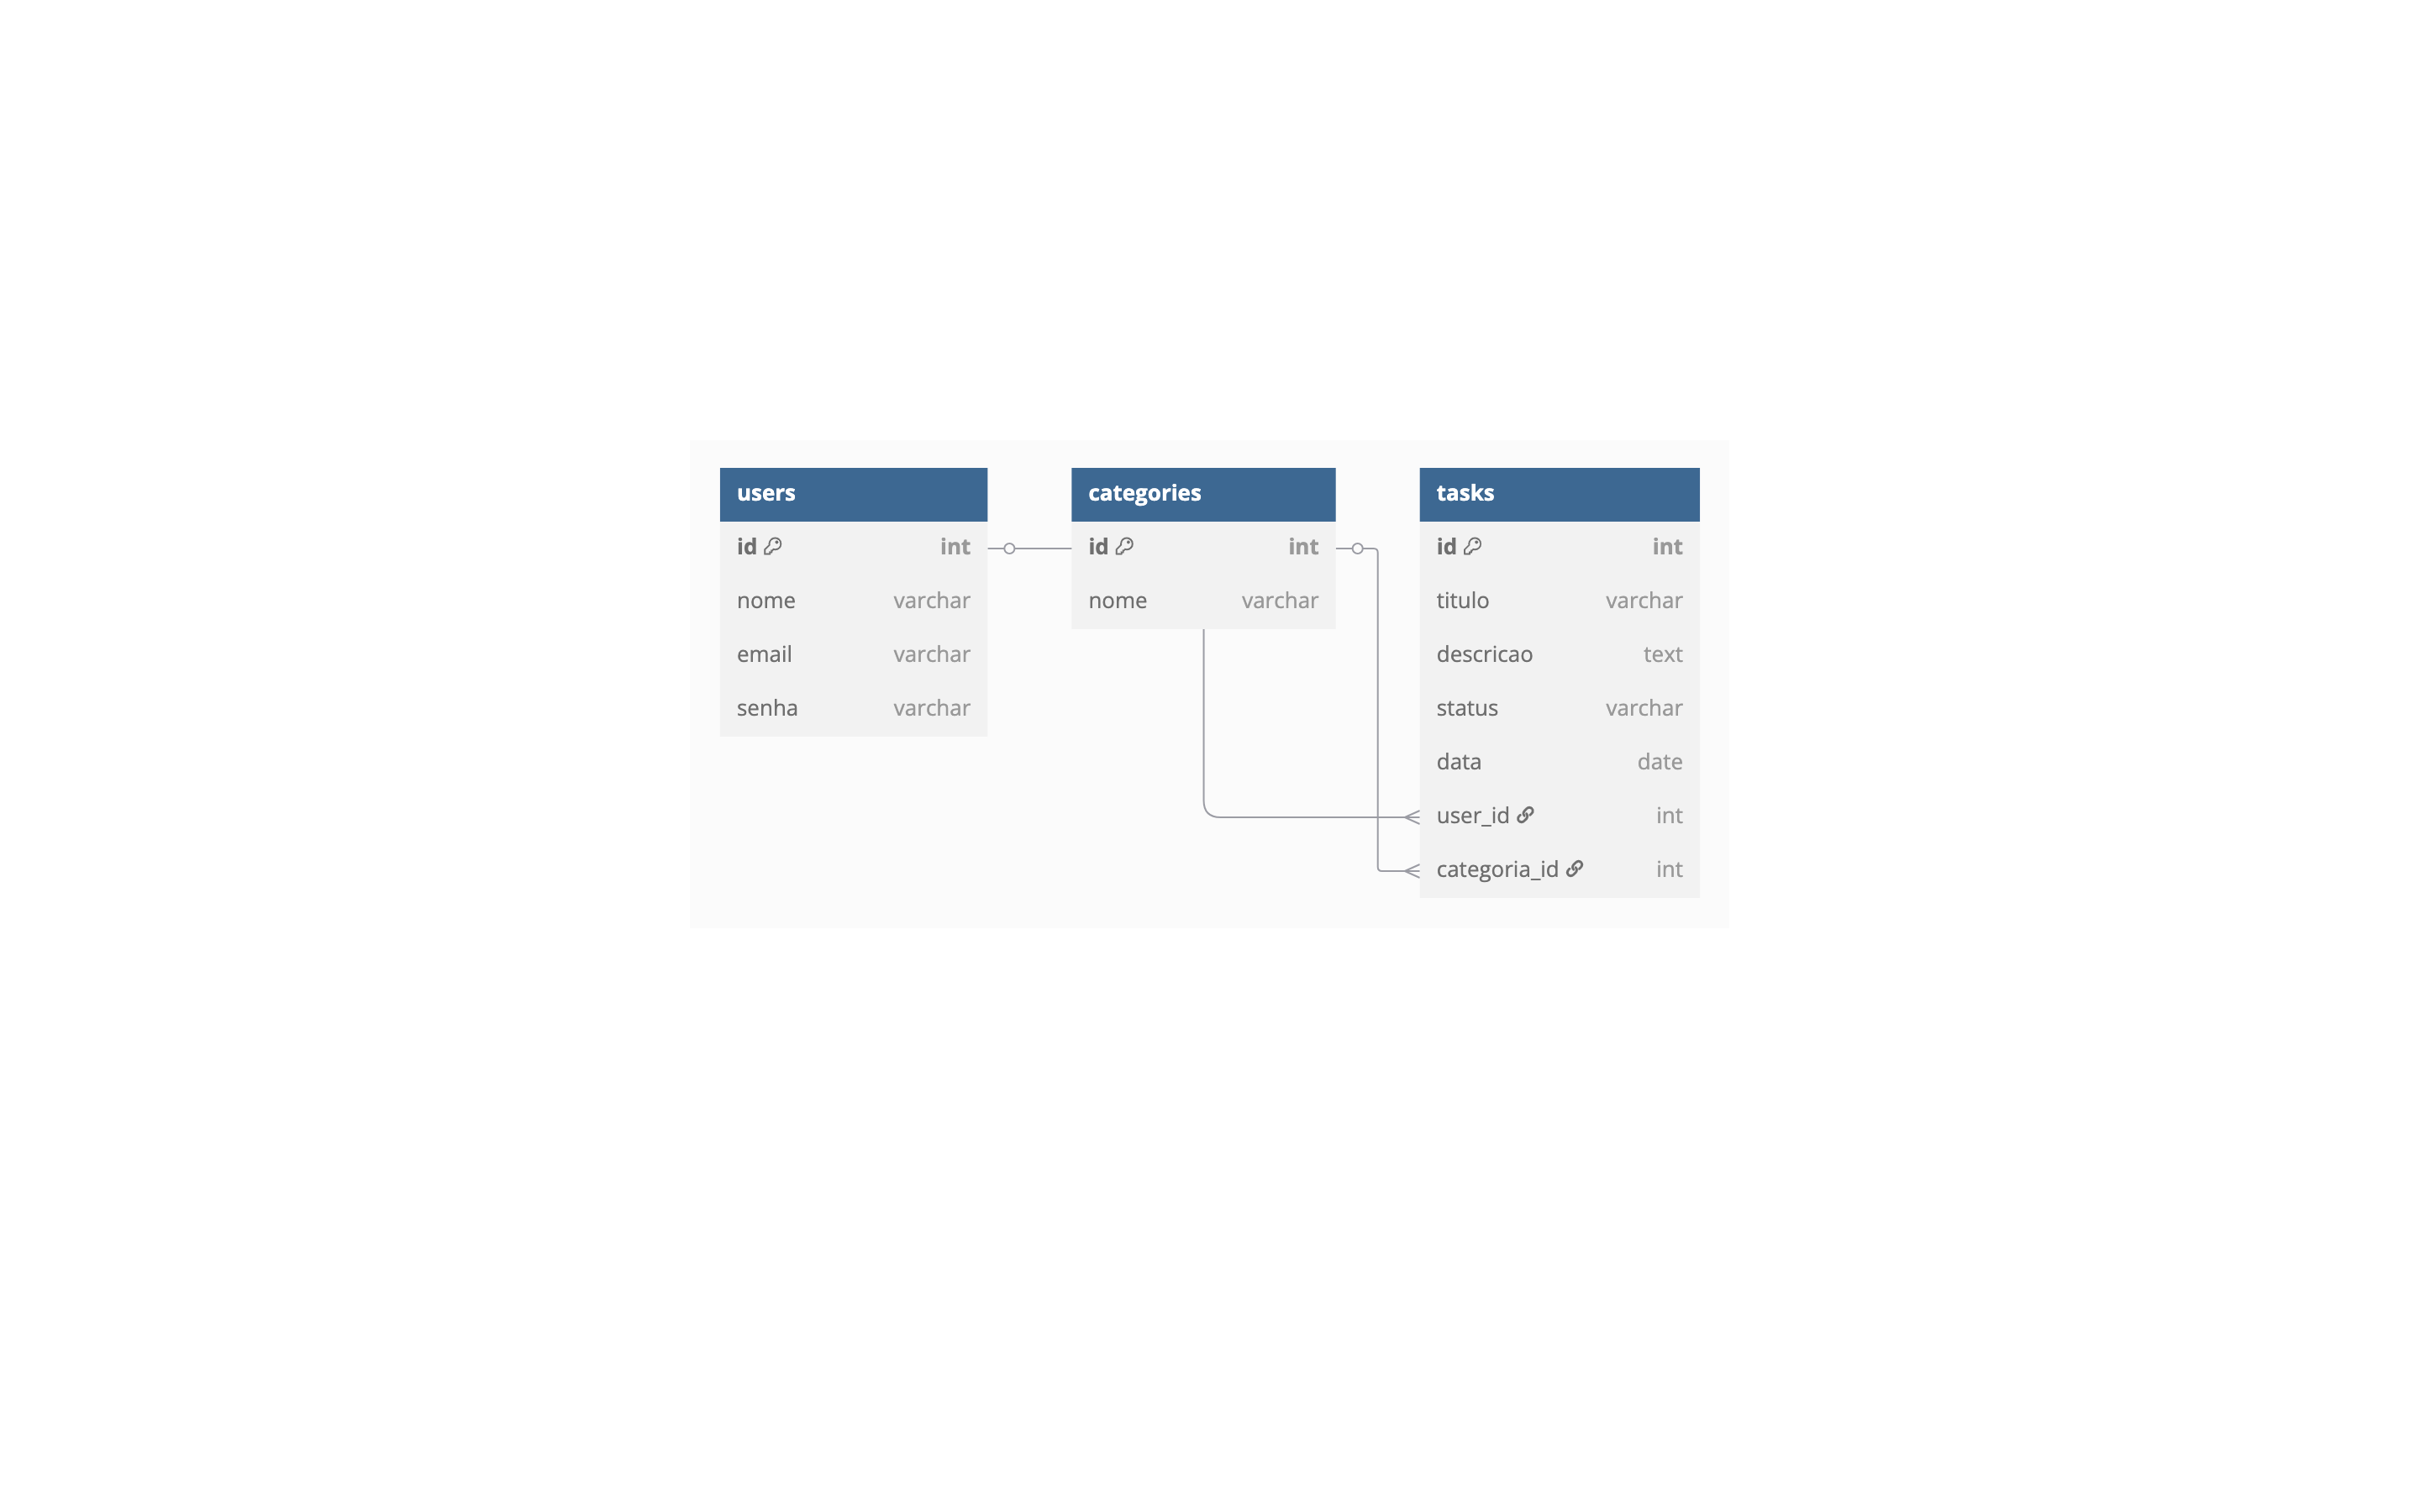 users
id int
nome varchar
email varchar
senha varchar
categories
id int
nome varchar
tasks
id int
titulo varchar
descricao text
status varchar
data date
user_id int
categoria_id int